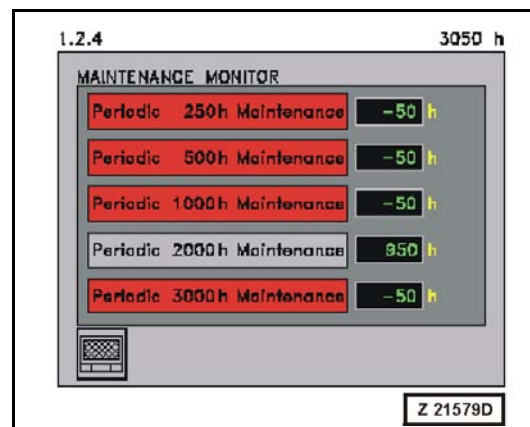 1.2.4 3050 h
MAINTENANCE MONITOR
Periodic 250h Maintenance -50 h
Periodic 500h Maintenance -50 h
Periodic 1000h Maintenance -50 h
Periodic 2000h Maintenance 950 h
Periodic 3000h Maintenance -50 h
Z 21579D